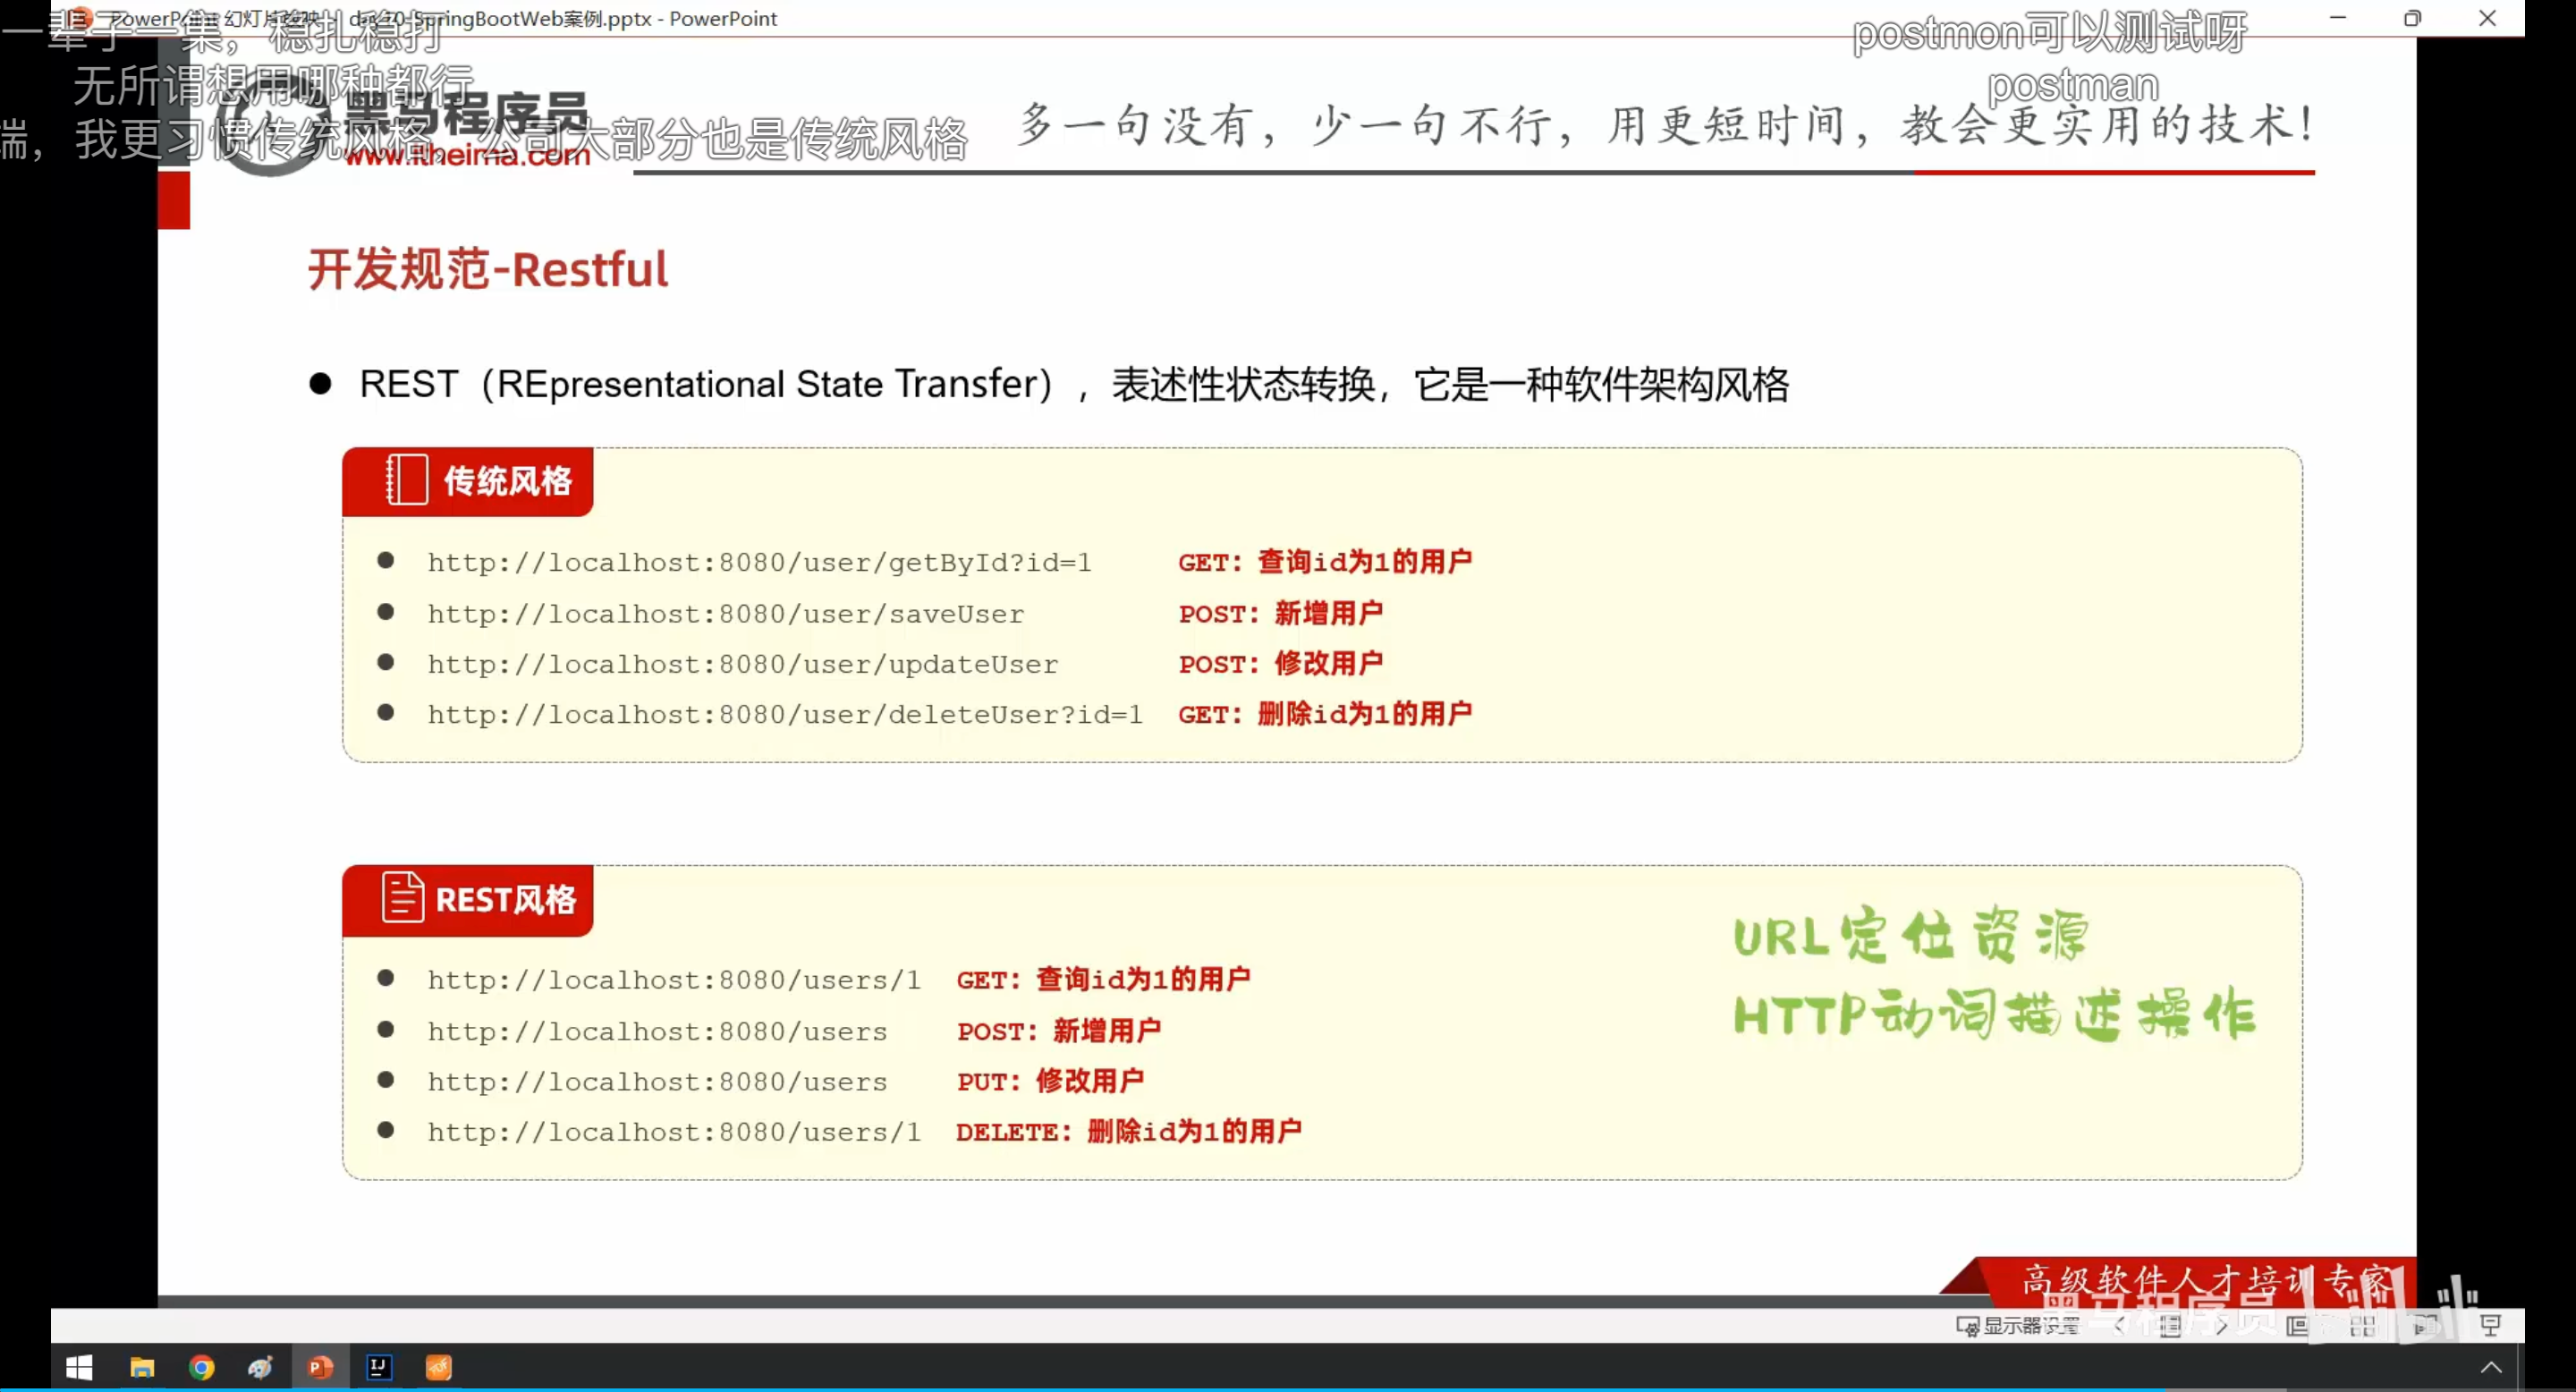 PowerPoint 幻灯片放映 - day10-SpringBootWeb案例.pptx - PowerPoint
一辈子一集，稳扎稳打
postmon可以测试呀
无所谓想用哪种都行
postman
端，我更习惯传统风格，公司大部分也是传统风格
黑马程序员
www.itheima.com
多一句没有，少一句不行，用更短时间，教会更实用的技术！
开发规范-Restful
REST（REpresentational State Transfer），表述性状态转换，它是一种软件架构风格
传统风格
http://localhost:8080/user/getById?id=1 GET：查询id为1的用户
http://localhost:8080/user/saveUser POST：新增用户
http://localhost:8080/user/updateUser POST：修改用户
http://localhost:8080/user/deleteUser?id=1 GET：删除id为1的用户
REST风格
http://localhost:8080/users/1 GET：查询id为1的用户
http://localhost:8080/users POST：新增用户
http://localhost:8080/users PUT：修改用户
http://localhost:8080/users/1 DELETE：删除id为1的用户
URL定位资源
HTTP动词描述操作
高级软件人才培训专家
黑马程序员
显示器设置